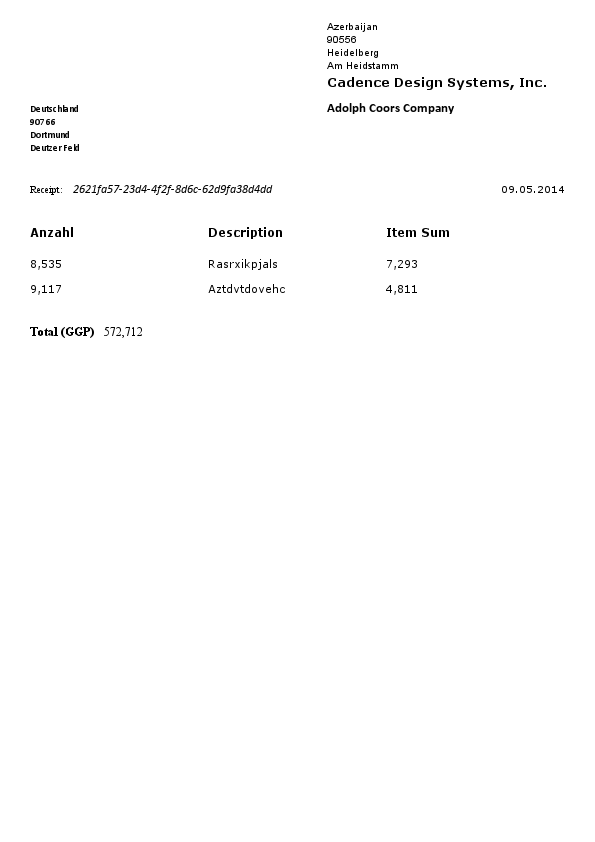 Azerbaijan
90556
Heidelberg
Am Heidstamm
Cadence Design Systems, Inc.
Deutschland
Adolph Coors Company
90766
Dortmund
Deutzer Feld
Receipt: 2621fa57-23d4-4f2f-8d6c-62d9fa38d4dd 09.05.2014
Anzahl Description Item Sum
8,535 Rasrxikpjals 7,293
9,117 Aztdvtdovehc 4,811
Total (GGP) 572,712